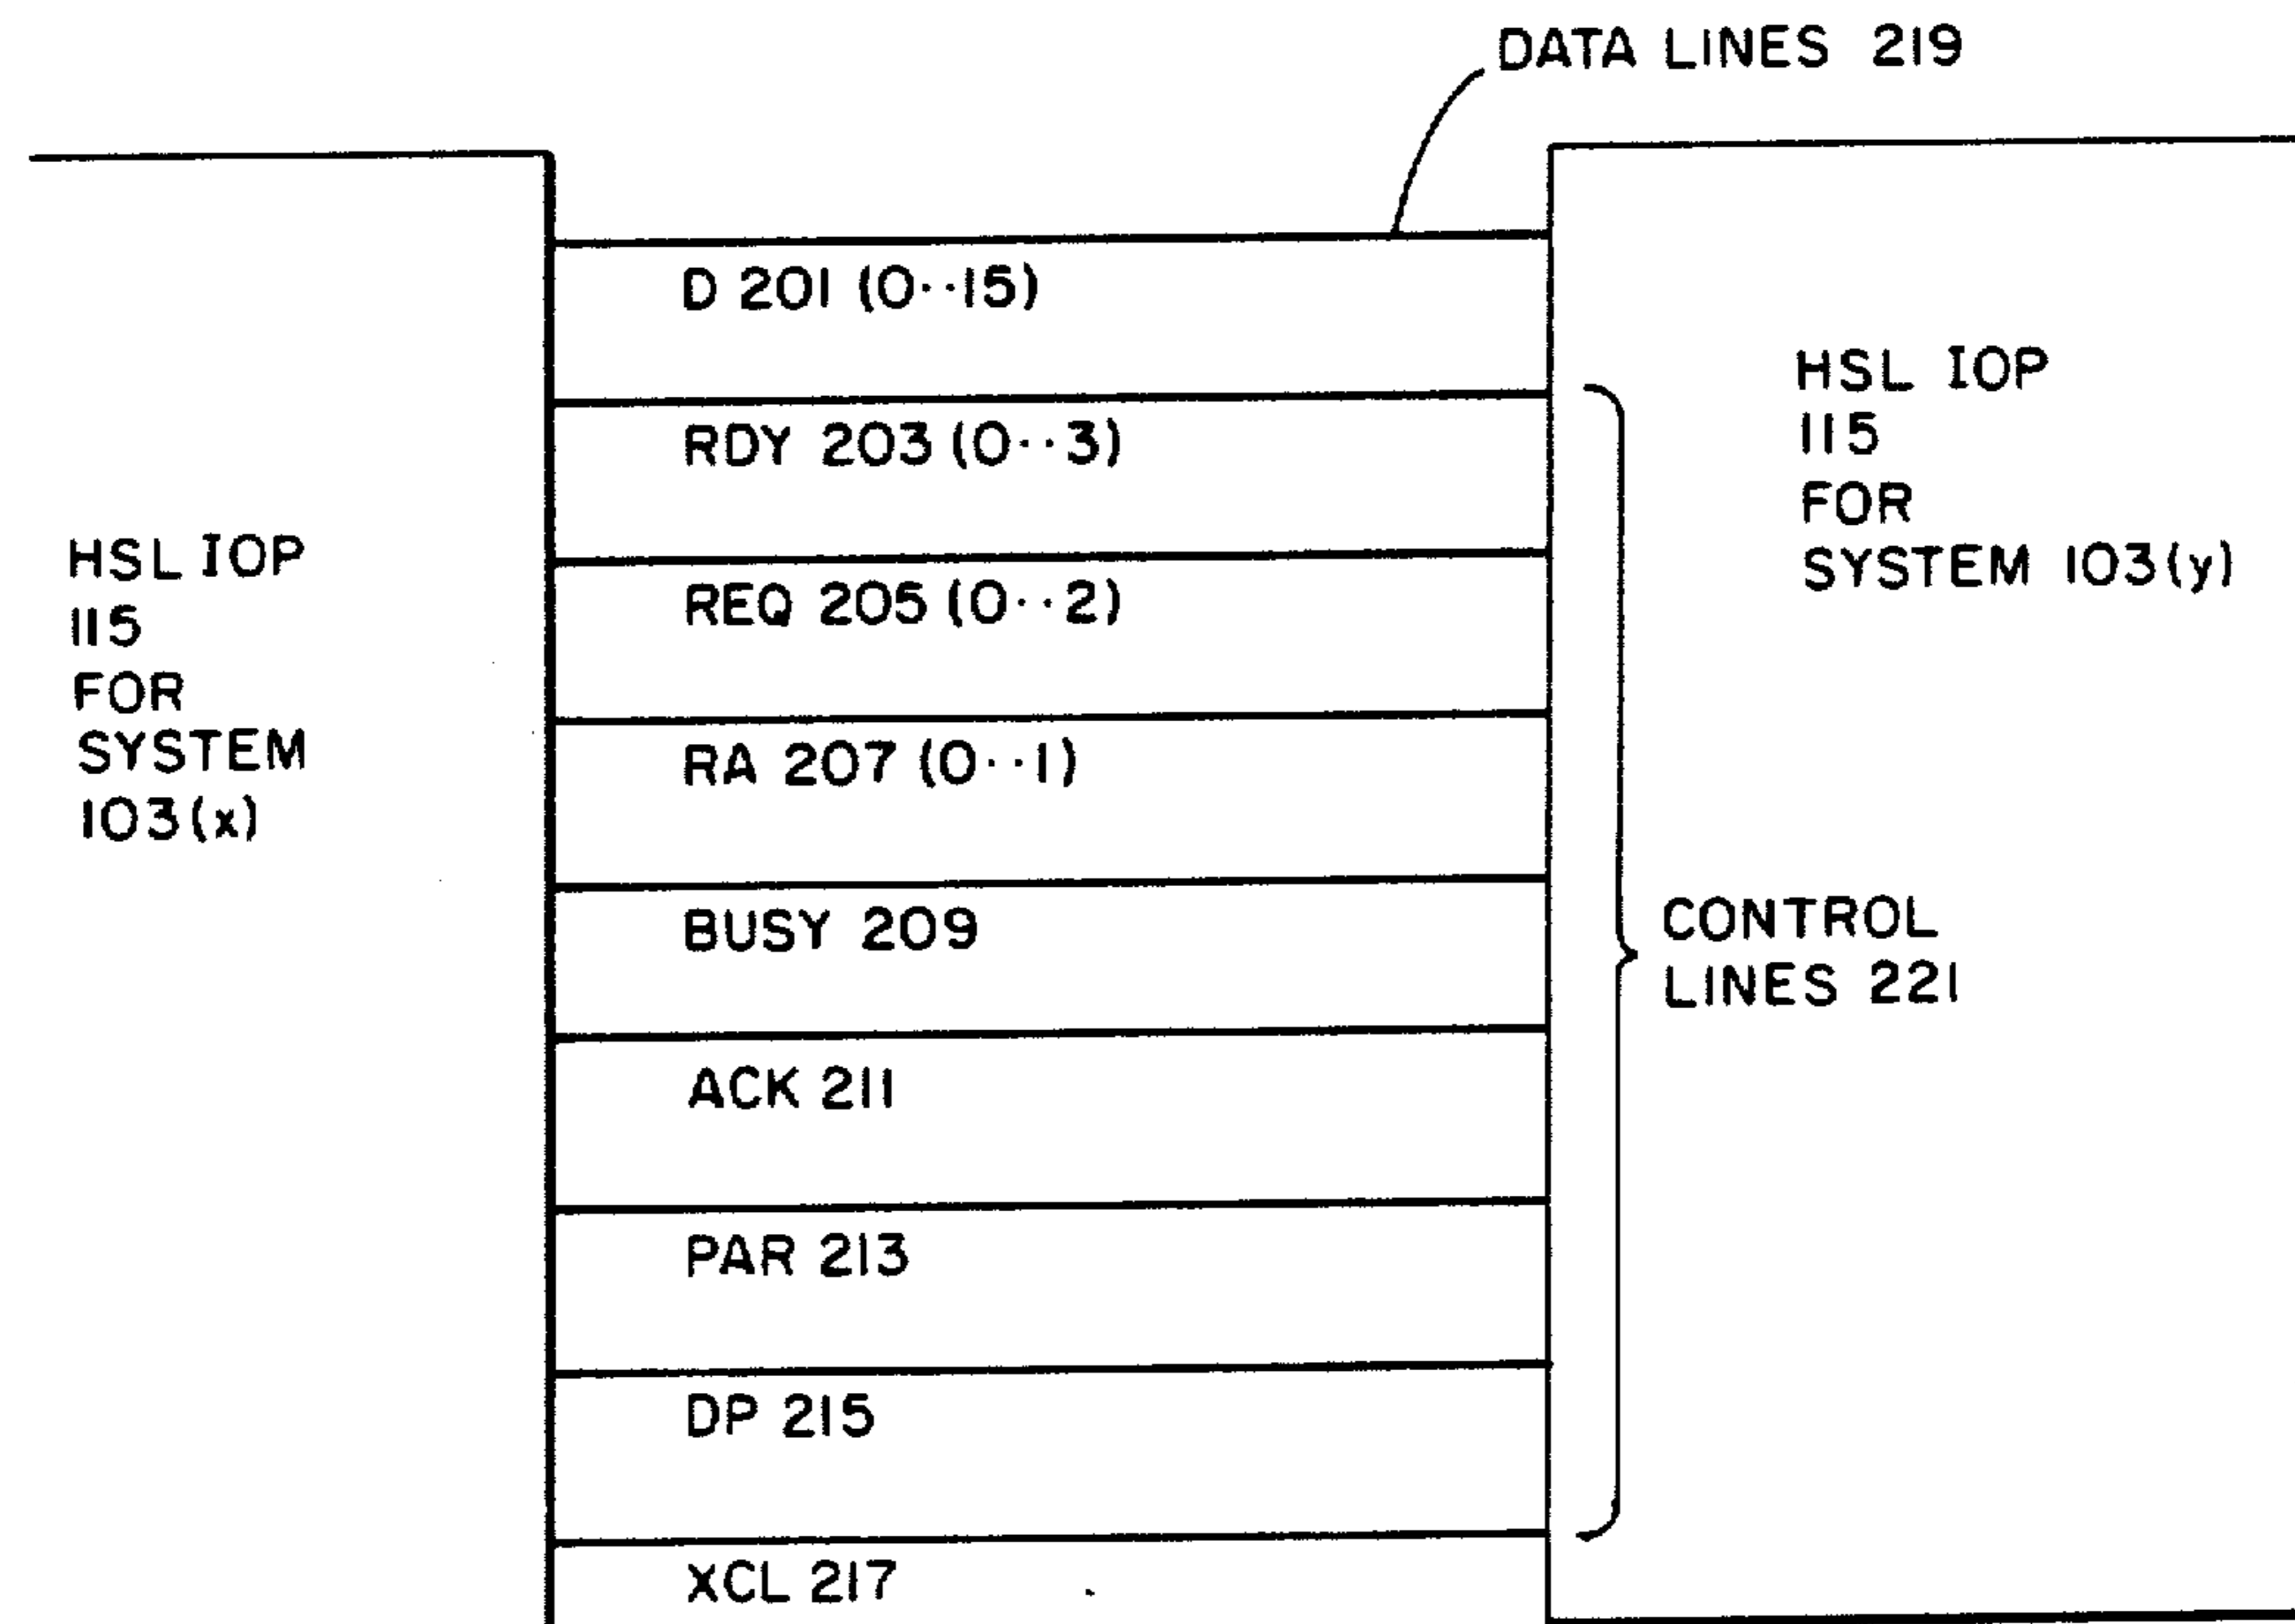 DATA LINES 219
D 201 (0··15)
RDY 203 (0··3)
REQ 205 (0··2)
RA 207 (0··1)
BUSY 209
ACK 211
PAR 213
DP 215
XCL 217
HSL IOP
115
FOR
SYSTEM
103(x)
HSL IOP
115
FOR
SYSTEM 103(y)
CONTROL
LINES 221